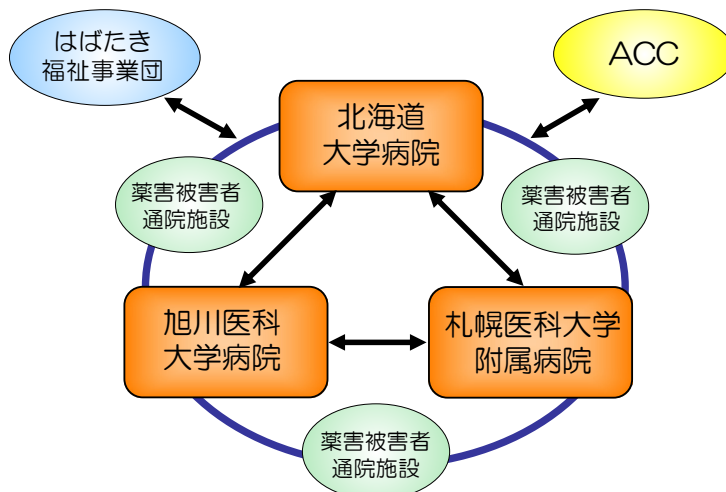 はばたき
福祉事業団
ACC
北海道
大学病院
薬害被害者
通院施設
薬害被害者
通院施設
旭川医科
大学病院
札幌医科大学
附属病院
薬害被害者
通院施設